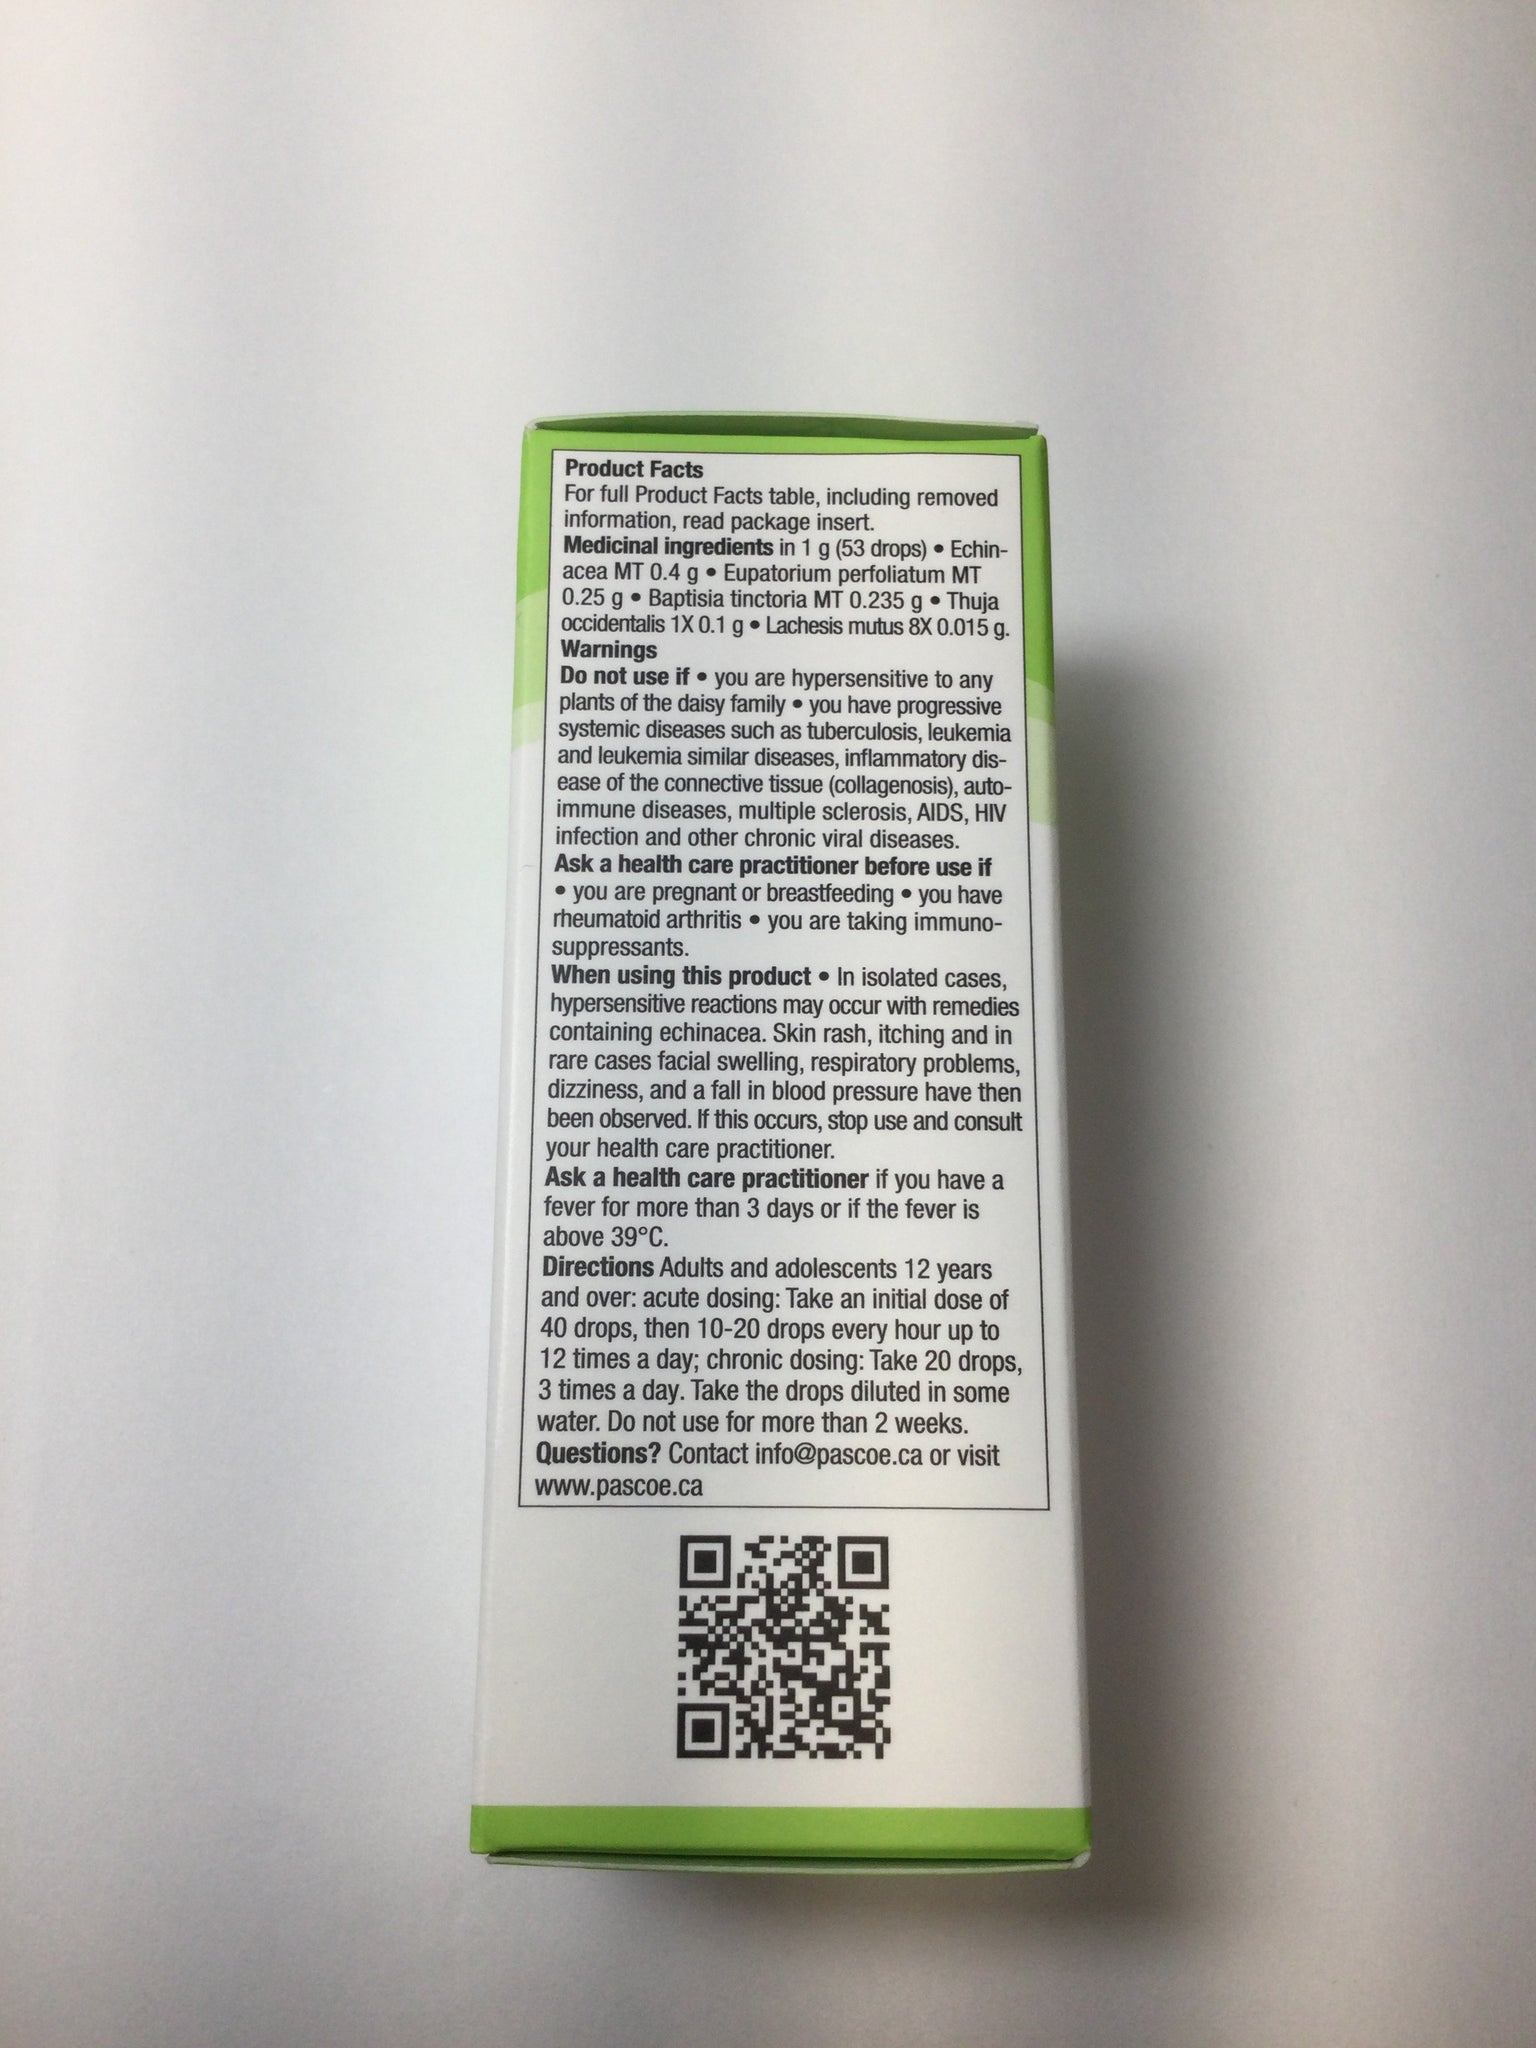 Product Facts
For full Product Facts table, including removed
information, read package insert.
Medicinal ingredients in 1 g (53 drops) • Echin-
acea MT 0.4 g • Eupatorium perfoliatum MT
0.25 g • Baptisia tinctoria MT 0.235 g • Thuja
occidentalis 1X 0.1 g • Lachesis mutus 8X 0.015 g.
Warnings
Do not use if • you are hypersensitive to any
plants of the daisy family • you have progressive
systemic diseases such as tuberculosis, leukemia
and leukemia similar diseases, inflammatory dis-
ease of the connective tissue (collagenosis), auto-
immune diseases, multiple sclerosis, AIDS, HIV
infection and other chronic viral diseases.
Ask a health care practitioner before use if
• you are pregnant or breastfeeding • you have
rheumatoid arthritis • you are taking immuno-
suppressants.
When using this product • In isolated cases,
hypersensitive reactions may occur with remedies
containing echinacea. Skin rash, itching and in
rare cases facial swelling, respiratory problems,
dizziness, and a fall in blood pressure have then
been observed. If this occurs, stop use and consult
your health care practitioner.
Ask a health care practitioner if you have a
fever for more than 3 days or if the fever is
above 39°C.
Directions Adults and adolescents 12 years
and over: acute dosing: Take an initial dose of
40 drops, then 10-20 drops every hour up to
12 times a day; chronic dosing: Take 20 drops,
3 times a day. Take the drops diluted in some
water. Do not use for more than 2 weeks.
Questions? Contact info@pascoe.ca or visit
www.pascoe.ca